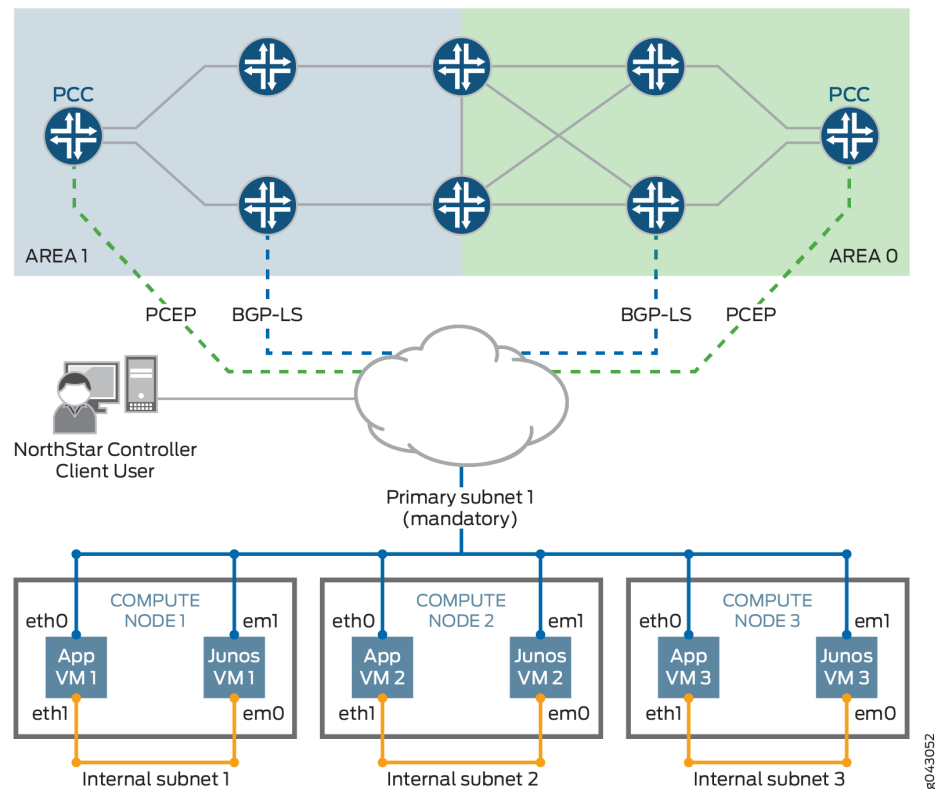 PCC
PCC
AREA 1
AREA 0
PCEP
BGP-LS
BGP-LS
PCEP
NorthStar Controller
Client User
Primary subnet 1
(mandatory)
COMPUTE
NODE 1
eth0
em1
App
VM 1
Junos
VM 1
eth1
em0
Internal subnet 1
COMPUTE
NODE 2
eth0
em1
App
VM 2
Junos
VM 2
eth1
em0
Internal subnet 2
COMPUTE
NODE 3
eth0
em1
App
VM 3
Junos
VM 3
eth1
em0
Internal subnet 3
g043052